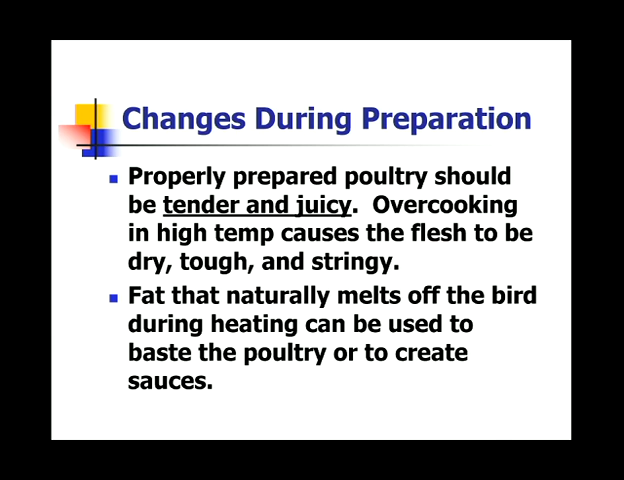 Changes During Preparation
Properly prepared poultry should
be tender and juicy. Overcooking
in high temp causes the flesh to be
dry, tough, and stringy.
Fat that naturally melts off the bird
during heating can be used to
baste the poultry or to create
sauces.